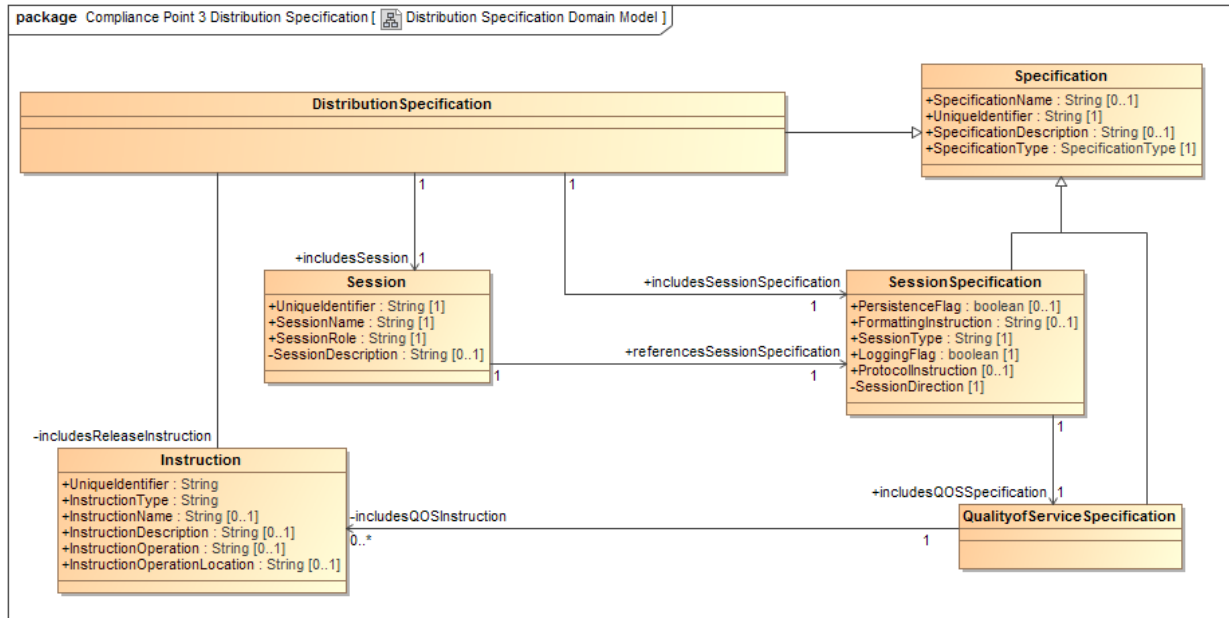 package Compliance Point 3 Distribution Specification [ Distribution Specification Domain Model ]
Specification
+SpecificationName : String [0..1]
+UniqueIdentifier : String [1]
+SpecificationDescription : String [0..1]
+SpecificationType : SpecificationType [1]
DistributionSpecification
1
1
+includesSession
1
Session
+UniqueIdentifier : String [1]
+SessionName : String [1]
+SessionRole : String [1]
-SessionDescription : String [0..1]
+includesSessionSpecification
1
+referencesSessionSpecification
1
1
SessionSpecification
+PersistenceFlag : boolean [0..1]
+FormattingInstruction : String [0..1]
+SessionType : String [1]
+LoggingFlag : boolean [1]
+ProtocolInstruction [0..1]
-SessionDirection [1]
1
-includesReleaseInstruction
Instruction
+UniqueIdentifier : String
+InstructionType : String
+InstructionName : String [0..1]
+InstructionDescription : String [0..1]
+InstructionOperation : String [0..1]
+InstructionOperationLocation : String [0..1]
+includesQOSSpecification
1
-includesQOSInstruction
0..*
1
QualityofServiceSpecification